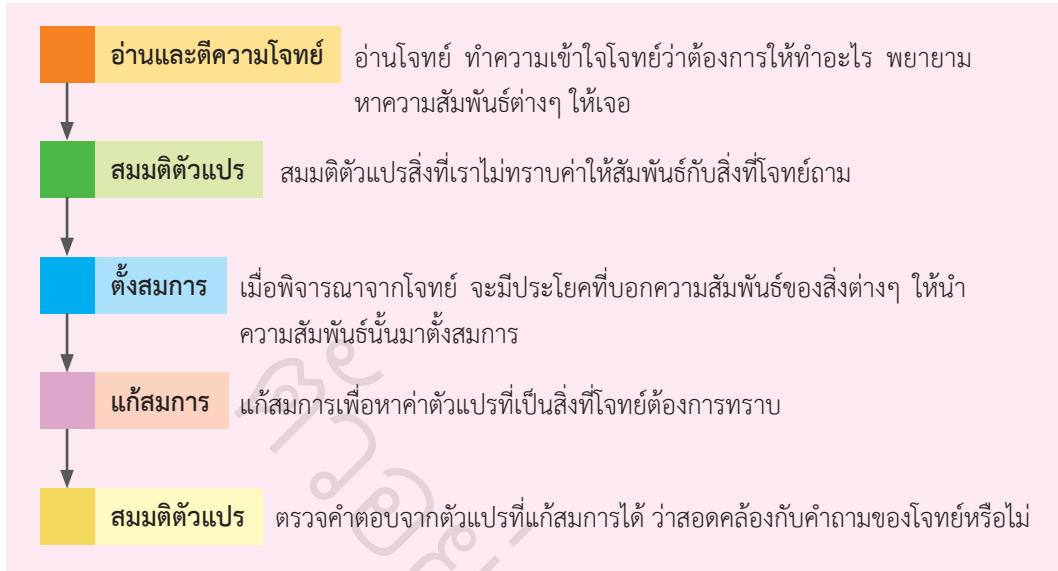 อ่านและตีความโจทย์ อ่านโจทย์ ทำความเข้าใจโจทย์ว่าต้องการให้ทำอะไร พยายาม
หาความสัมพันธ์ต่างๆ ให้เจอ
สมมติตัวแปร สมมติตัวแปรสิ่งที่เราไม่ทราบค่าให้สัมพันธ์กับสิ่งที่โจทย์ถาม
ตั้งสมการ เมื่อพิจารณาจากโจทย์ จะมีประโยคที่บอกความสัมพันธ์ของสิ่งต่างๆ ให้นำ
ความสัมพันธ์นั้นมาตั้งสมการ
แก้สมการ แก้สมการเพื่อหาค่าตัวแปรที่เป็นสิ่งที่โจทย์ต้องการทราบ
สมมติตัวแปร ตรวจคำตอบจากตัวแปรที่แก้สมการได้ ว่าสอดคล้องกับคำถามของโจทย์หรือไม่